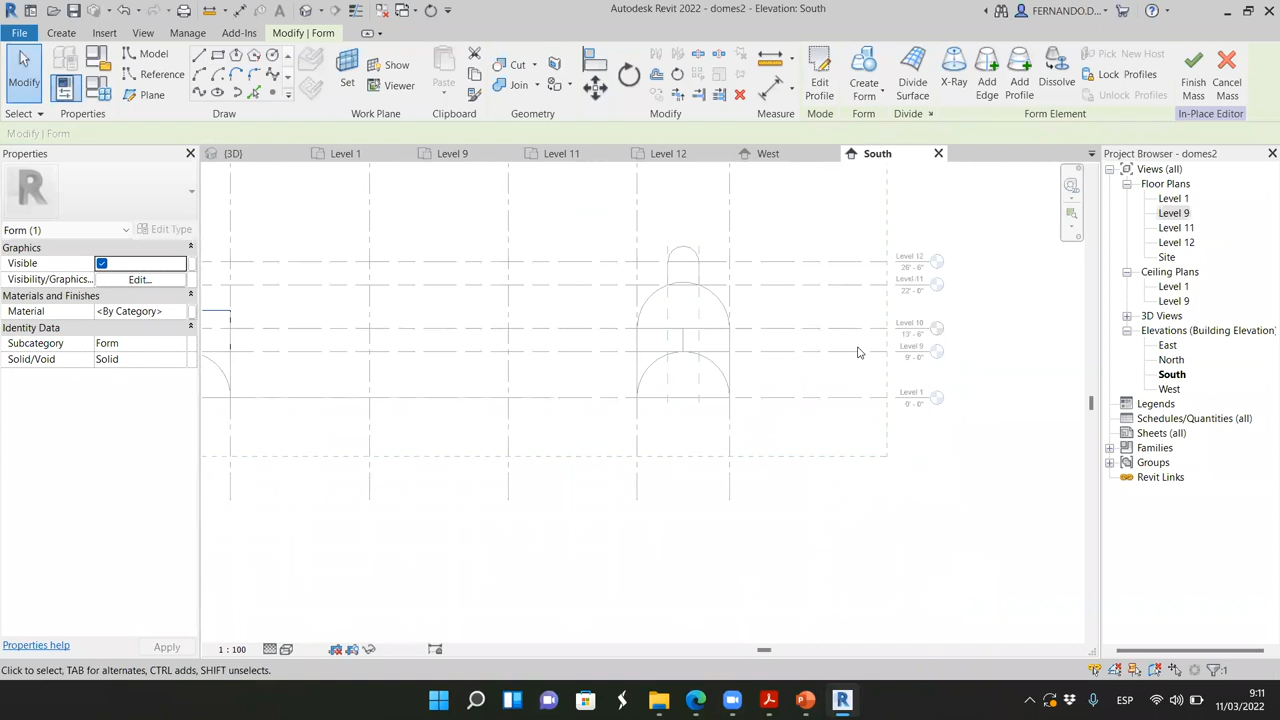 Autodesk Revit 2022 - domes2 - Elevation: South
FERNANDO.D...
File Create Insert View Manage Add-Ins Modify | Form
Modify
Select
Properties
Model
Reference
Plane
Draw
Set
Show
Viewer
Work Plane
Paste
Clipboard
Cut
Join
Geometry
Modify
Measure
Edit Profile
Mode
Create Form
Form
Divide Surface
Divide
X-Ray
Add Edge
Add Profile
Dissolve
Pick New Host
Lock Profiles
Unlock Profiles
Form Element
Finish Mass
Cancel Mass
In-Place Editor
Modify | Form
Properties
{3D}
Level 1
Level 9
Level 11
Level 12
West
South
Project Browser - domes2
R
Form (1)
Edit Type
Graphics
Visible
Visibility/Graphics... Edit...
Materials and Finishes
Material <By Category>
Identity Data
Subcategory Form
Solid/Void Solid
Properties help
Apply
Level 12
26' - 6"
Level 11
22' - 0"
Level 10
13' - 6"
Level 9
9' - 0"
Level 1
0' - 0"
Views (all)
Floor Plans
Level 1
Level 9
Level 11
Level 12
Site
Ceiling Plans
Level 1
Level 9
3D Views
Elevations (Building Elevation)
East
North
South
West
Legends
Schedules/Quantities (all)
Sheets (all)
Families
Groups
Revit Links
1 : 100
Click to select, TAB for alternates, CTRL adds, SHIFT unselects.
:1
ESP
9:11
11/03/2022